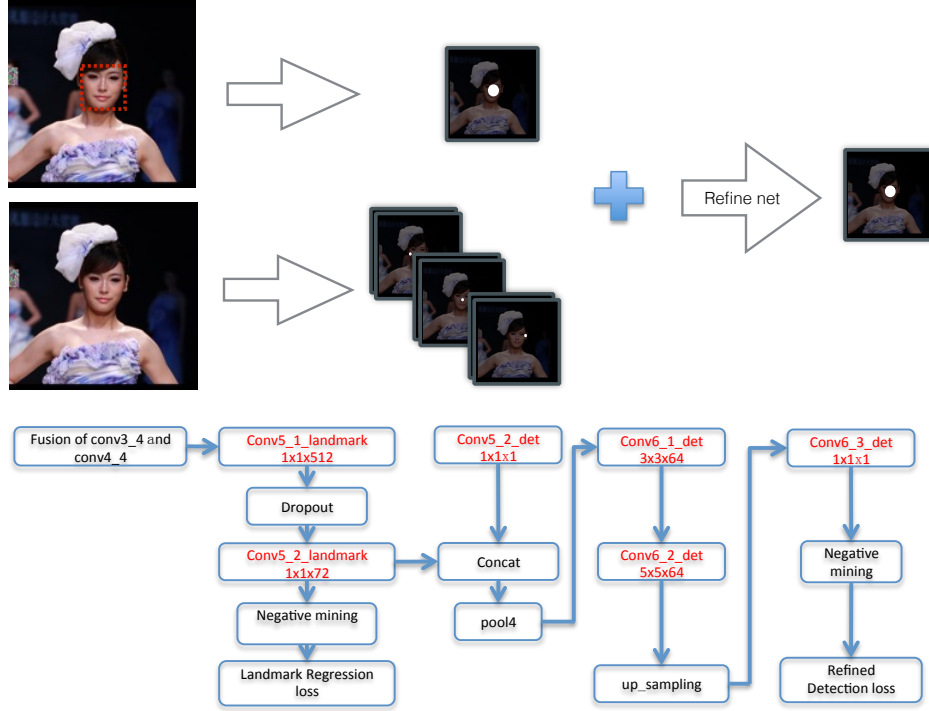 Refine net
Fusion of conv3_4 and
conv4_4
Conv5_1_landmark
1x1x512
Dropout
Conv5_2_landmark
1x1x72
Negative mining
Landmark Regression
loss
Conv5_2_det
1x1x1
Concat
pool4
Conv6_1_det
3x3x64
Conv6_2_det
5x5x64
up_sampling
Conv6_3_det
1x1x1
Negative
mining
Refined
Detection loss